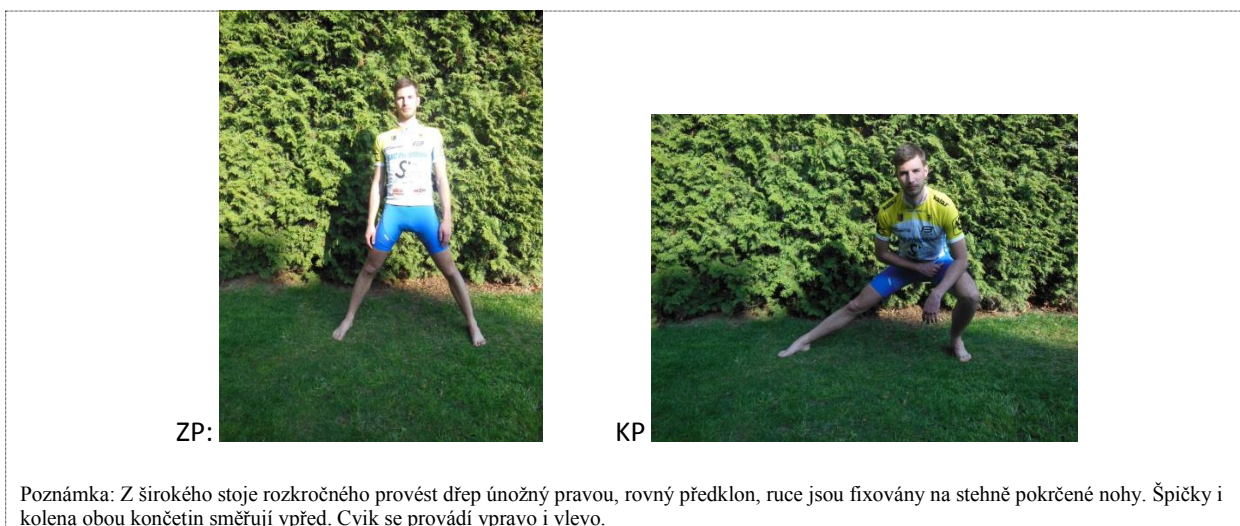 ZP: KP
Poznámka: Z širokého stoje rozkročného provést dřep únožný pravou, rovný předklon, ruce jsou fixovány na stehně pokrčené nohy. Špičky i
kolena obou končetin směřují vpřed. Cvik se provádí vpravo i vlevo.